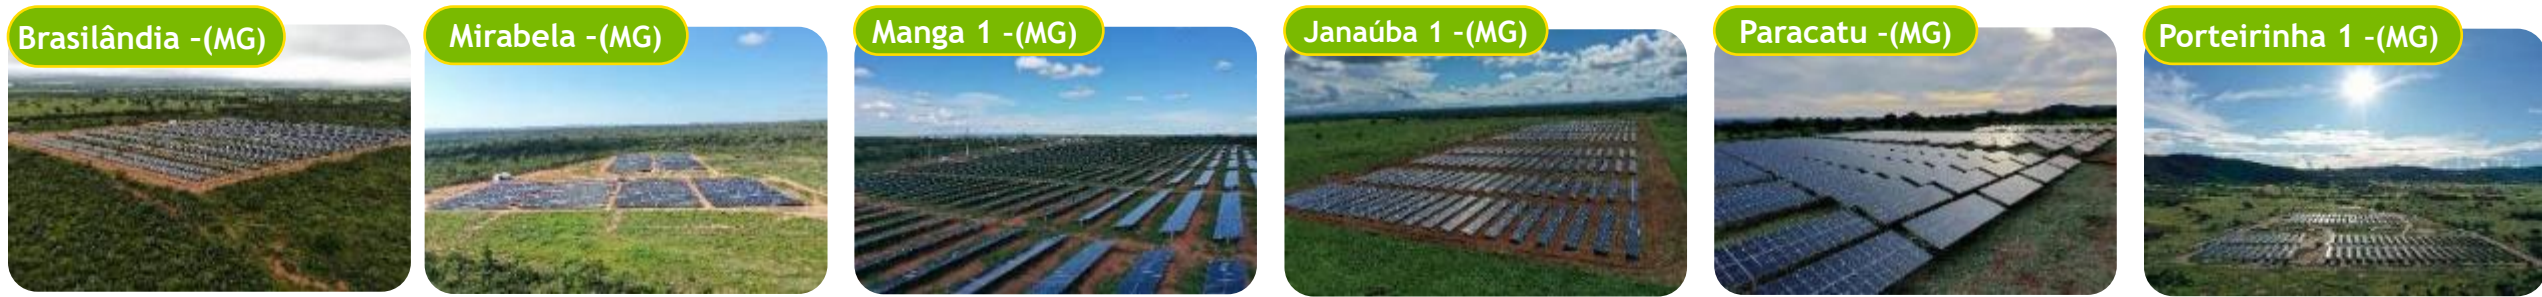 Brasilândia -(MG)
Mirabela -(MG)
Manga 1 -(MG)
Janaúba 1 -(MG)
Paracatu -(MG)
Porteirinha 1 -(MG)